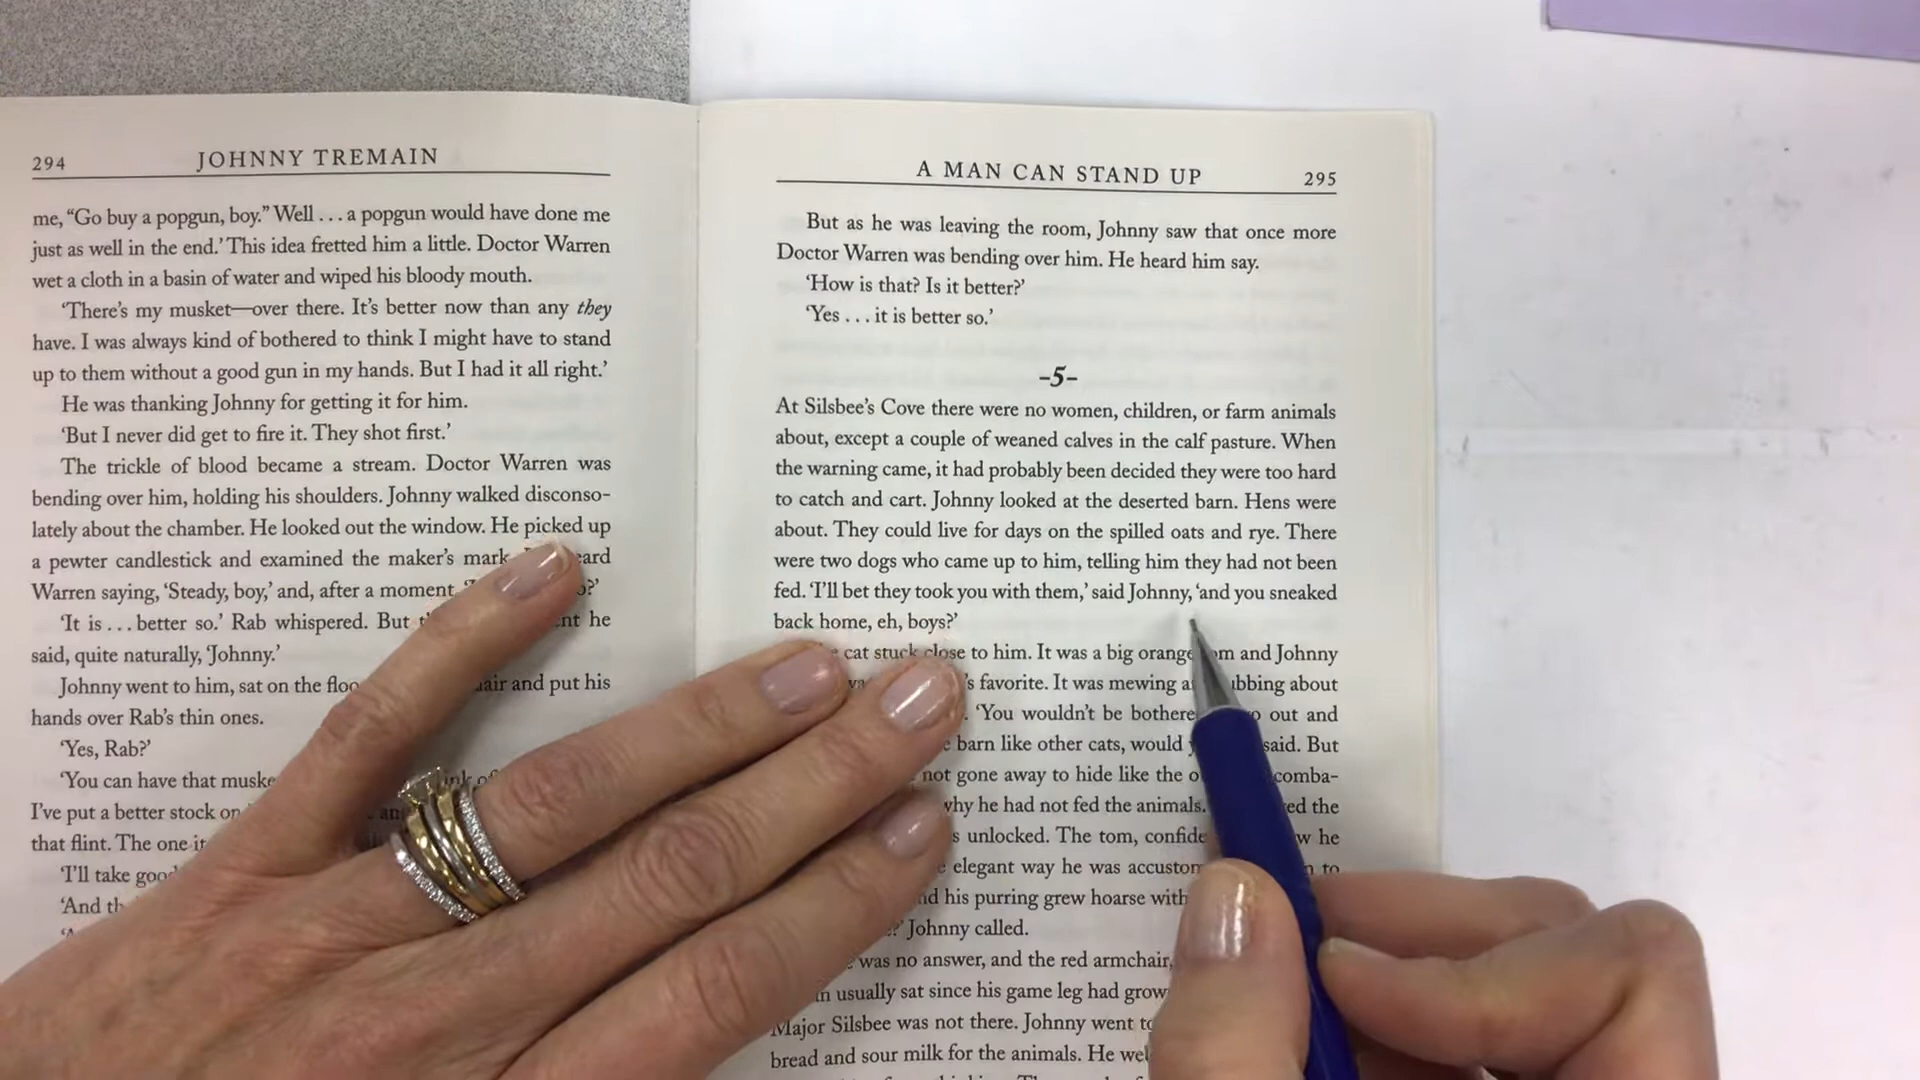 294 JOHNNY TREMAIN
me, “Go buy a popgun, boy.” Well . . . a popgun would have done me
just as well in the end.’ This idea fretted him a little. Doctor Warren
wet a cloth in a basin of water and wiped his bloody mouth.
‘There’s my musket—over there. It’s better now than any they
have. I was always kind of bothered to think I might have to stand
up to them without a good gun in my hands. But I had it all right.’
He was thanking Johnny for getting it for him.
‘But I never did get to fire it. They shot first.’
The trickle of blood became a stream. Doctor Warren was
bending over him, holding his shoulders. Johnny walked disconso-
lately about the chamber. He looked out the window. He picked up
a pewter candlestick and examined the maker’s mark.
Warren saying, ‘Steady, boy,’ and, after a moment,
‘It is . . . better so.’ Rab whispered. But he
said, quite naturally, ‘Johnny.’
Johnny went to him, sat on the and put his
hands over Rab’s thin ones.
‘Yes, Rab?’
‘You can have that of
I’ve put a better stock on
that flint. The one it
‘I’ll take
‘And
A MAN CAN STAND UP 295
But as he was leaving the room, Johnny saw that once more
Doctor Warren was bending over him. He heard him say.
‘How is that? Is it better?’
‘Yes . . . it is better so.’
-5-
At Silsbee’s Cove there were no women, children, or farm animals
about, except a couple of weaned calves in the calf pasture. When
the warning came, it had probably been decided they were too hard
to catch and cart. Johnny looked at the deserted barn. Hens were
about. They could live for days on the spilled oats and rye. There
were two dogs who came up to him, telling him they had not been
fed. ‘I’ll bet they took you with them,’ said Johnny, ‘and you sneaked
back home, eh, boys?’
cat stuck close to him. It was a big orange and Johnny
favorite. It was mewing about
‘You wouldn’t be out and
barn like other cats, would said. But
not gone away to hide like the comba-
why he had not fed the animals. the
unlocked. The tom, he
elegant way he was to
his purring grew hoarse with
Johnny called.
was no answer, and the red armchair,
usually sat since his game leg had
Major Silsbee was not there. Johnny went
bread and sour milk for the animals. He